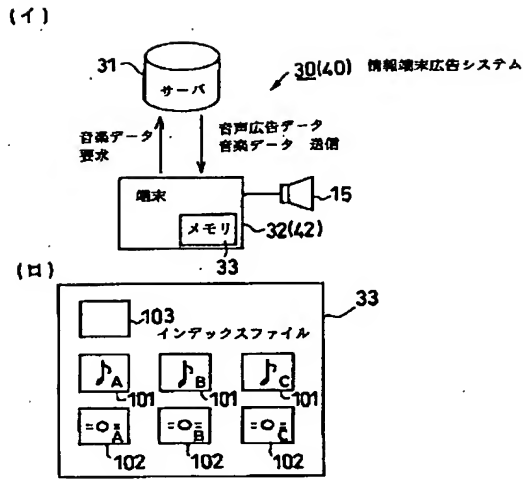 (イ)
31
サーバ
30(40) 情報端末広告システム
音楽データ
要求
音声広告データ
音楽データ 送信
端末
メモリ
33
32(42)
15
(ロ)
33
103
インデックスファイル
A B C
101 101 101
=O= A =O= B =O= C
102 102 102